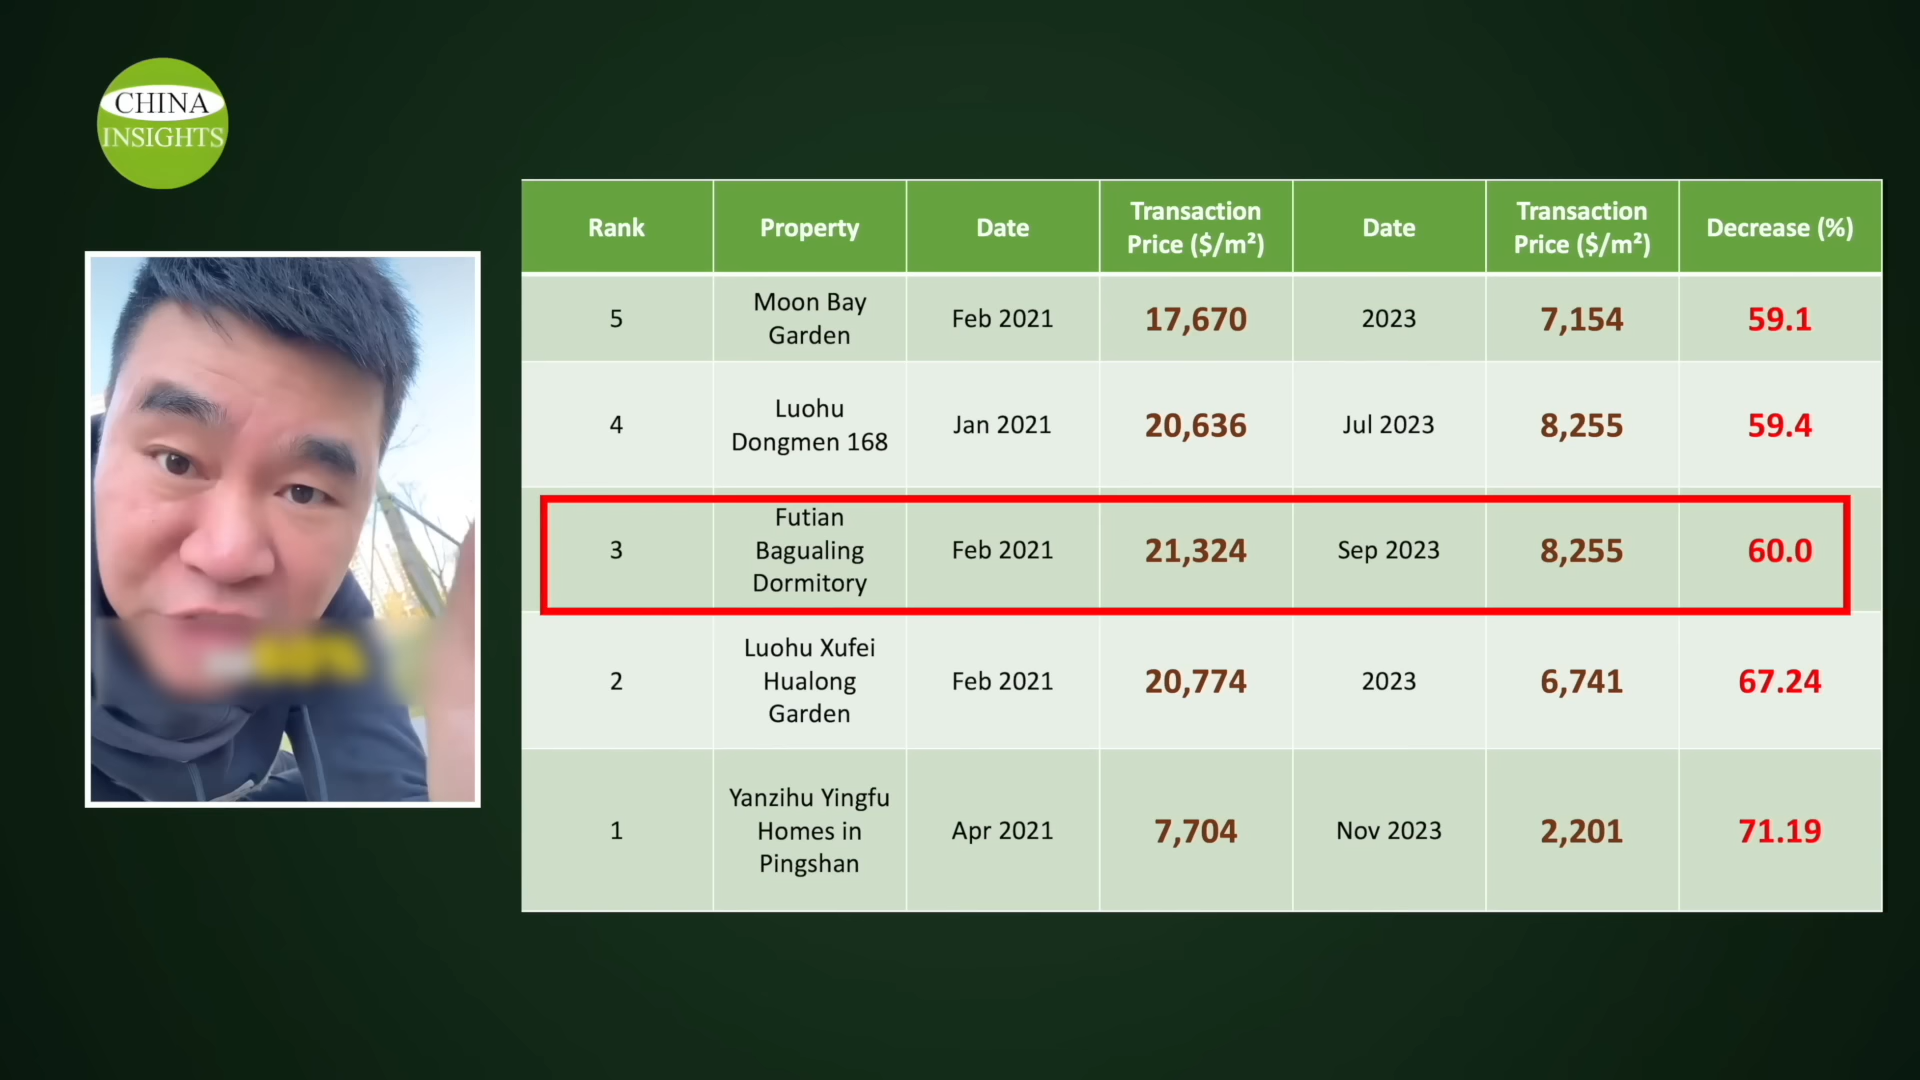 CHINA
INSIGHTS
Rank
Property
Date
Transaction
Price ($/m²)
Date
Transaction
Price ($/m²)
Decrease (%)
5
Moon Bay
Garden
Feb 2021
17,670
2023
7,154
59.1
4
Luohu
Dongmen 168
Jan 2021
20,636
Jul 2023
8,255
59.4
3
Futian
Bagualing
Dormitory
Feb 2021
21,324
Sep 2023
8,255
60.0
2
Luohu Xufei
Hualong
Garden
Feb 2021
20,774
2023
6,741
67.24
1
Yanzihu Yingfu
Homes in
Pingshan
Apr 2021
7,704
Nov 2023
2,201
71.19